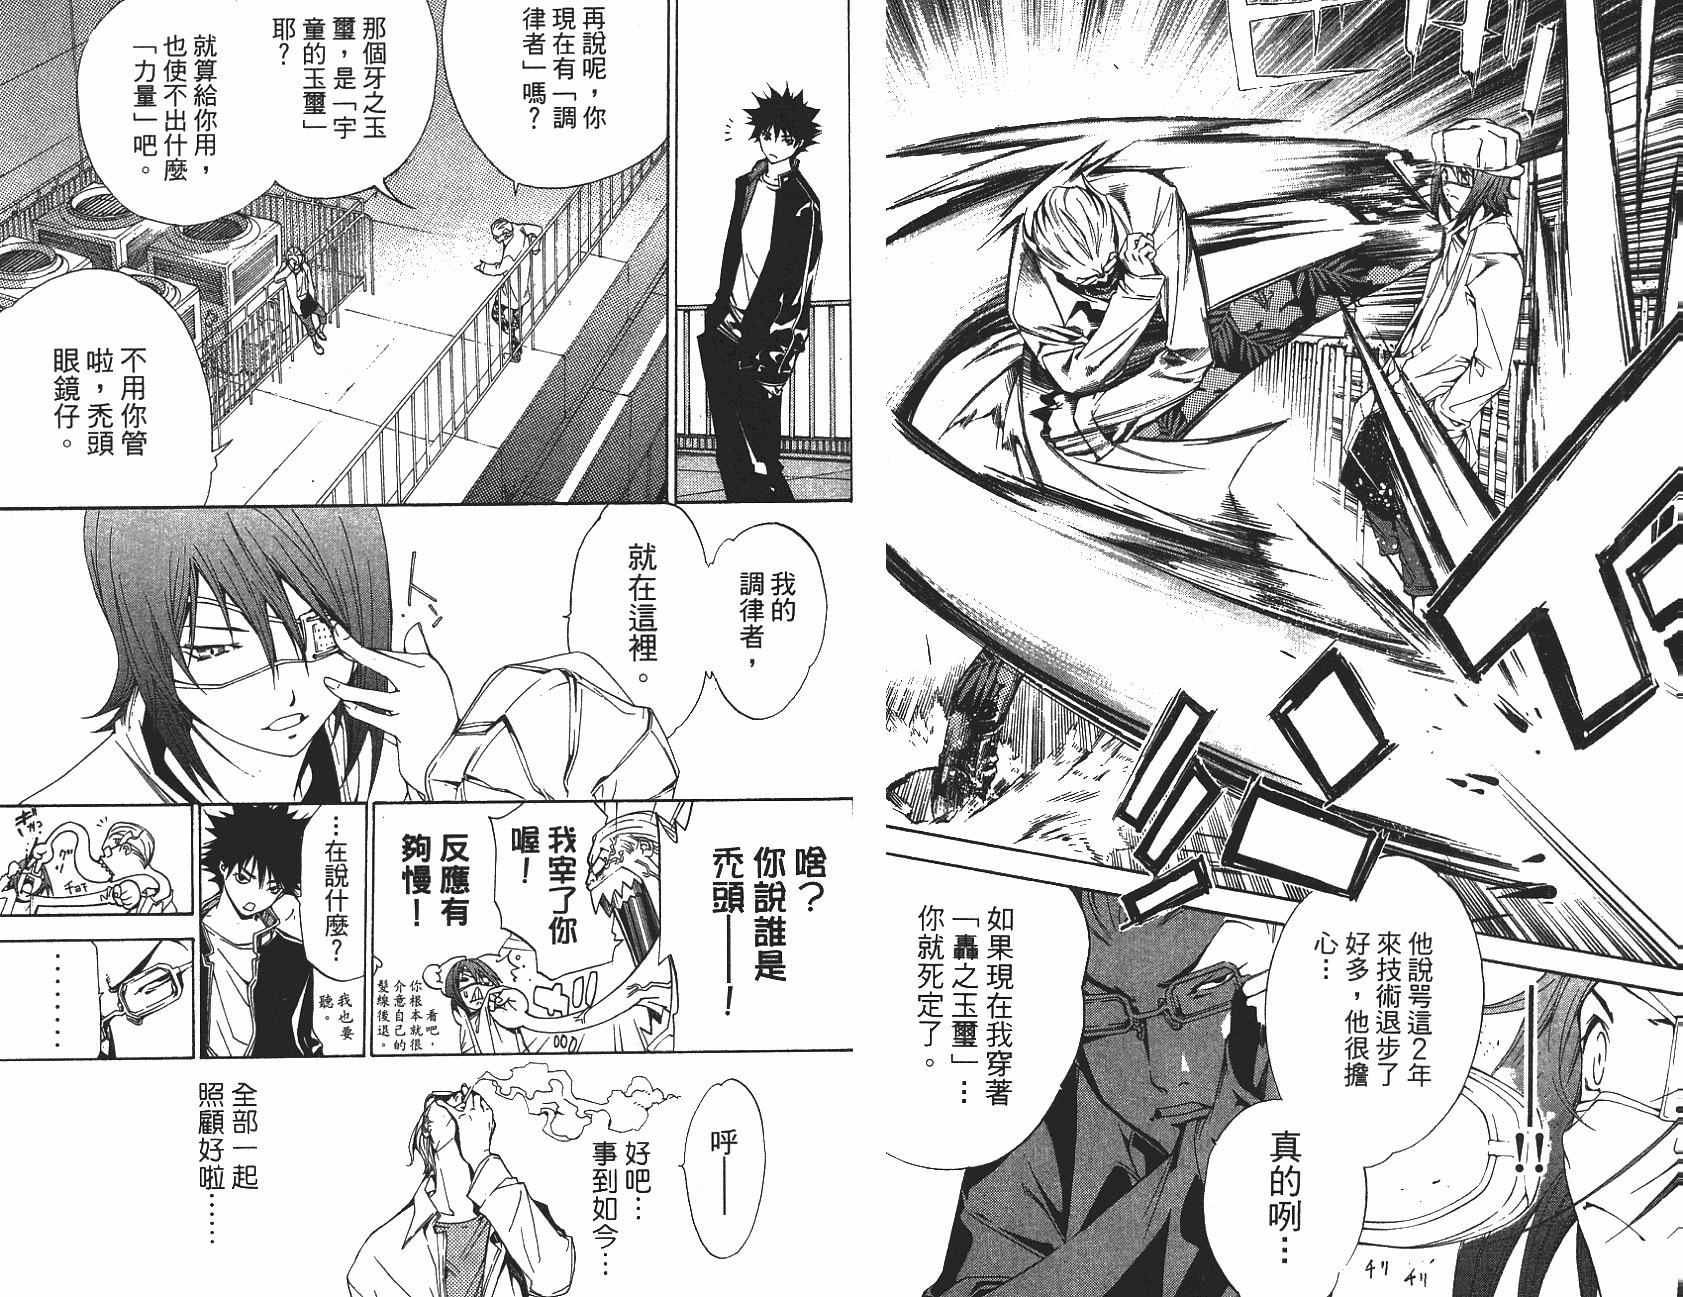 他說咢這2年
來技術退步了
好多，他很擔
心…
!!
真的咧…
如果現在我穿著
「轟之玉璽」…
你就死定了。
チリ
チリ
再說呢，你
現在有「調
律者」嗎？
那個牙之玉
璽，是「宇
童的玉璽」
耶？
就算給你用，
也使不出什麼
「力量」吧。
不用你管
啦，禿頭
眼鏡仔。
我的
調律者，
就在這裡。
啥？
你說誰是
禿頭——！
我宰了你
喔！
反應有
夠慢！
看吧，
你根本就很
介意自己的
髮線後退。
…在說什麼？
我也要
聽。
………
呼——
好吧…
事到如今…
全部一起
照顧好啦……